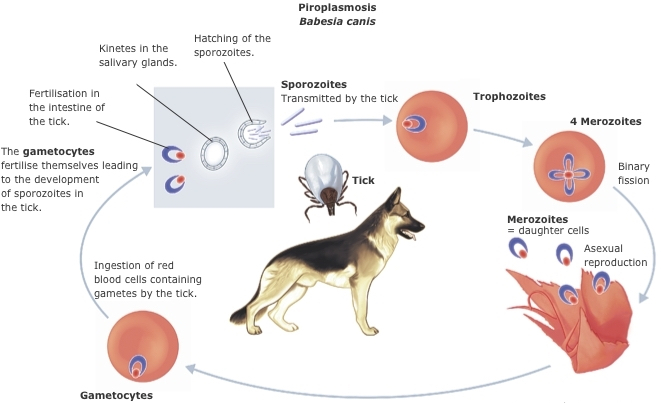 Piroplasmosis
Babesia canis
Hatching of the
sporozoites.
Kinetes in the
salivary glands.
Fertilisation in
the intestine of
the tick.
The gametocytes
fertilise themselves leading
to the development
of sporozoites in
the tick.
Sporozoites
Transmitted by the tick
Trophozoites
4 Merozoites
Binary
fission
Tick
Merozoites
= daughter cells
Asexual
reproduction
Ingestion of red
blood cells containing
gametes by the tick.
Gametocytes